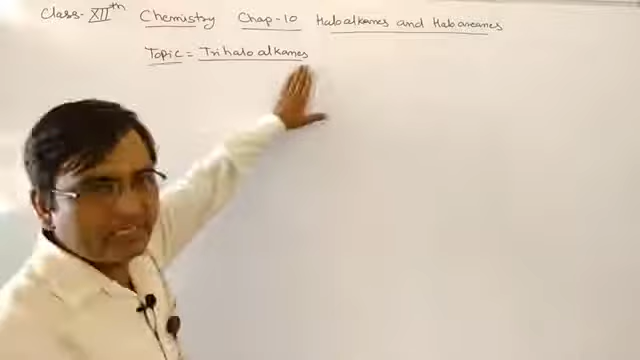 Class- XIIth Chemistry Chap-10 Haloalkanes and Haloarenes
Topic = Trihaloalkanes